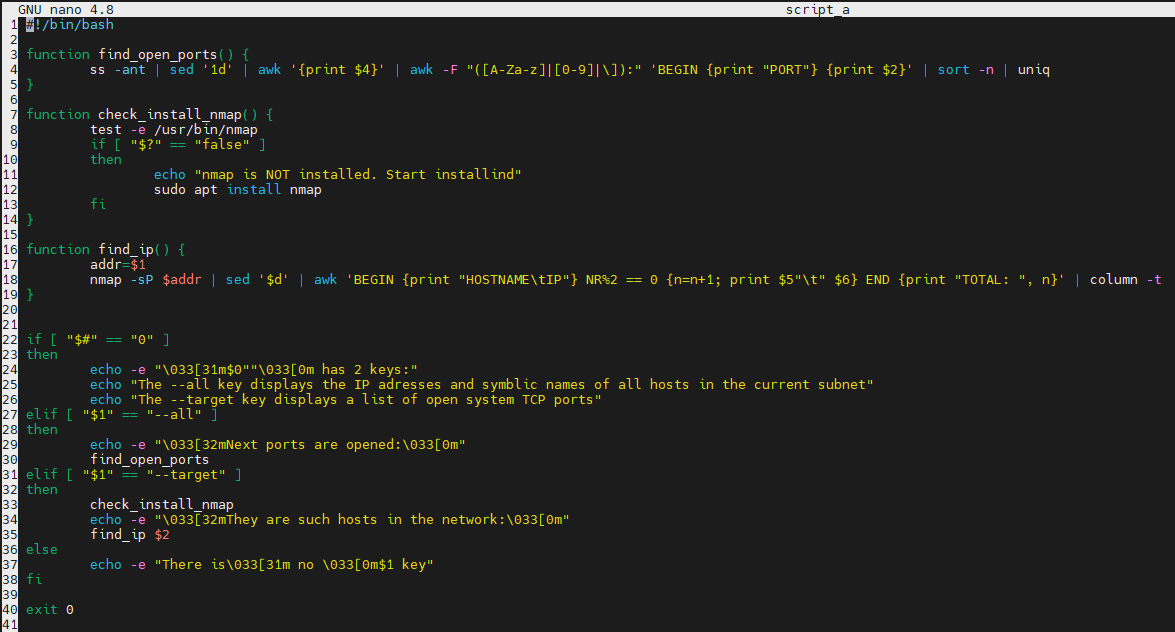 GNU nano 4.8 script_a
1 #!/bin/bash
2
3 function find_open_ports() {
4 ss -ant | sed '1d' | awk '{print $4}' | awk -F "([A-Za-z]|[0-9]|\]):" 'BEGIN {print "PORT"} {print $2}' | sort -n | uniq
5 }
6
7 function check_install_nmap() {
8 test -e /usr/bin/nmap
9 if [ "$?" == "false" ]
10 then
11 echo "nmap is NOT installed. Start installind"
12 sudo apt install nmap
13 fi
14 }
15
16 function find_ip() {
17 addr=$1
18 nmap -sP $addr | sed '$d' | awk 'BEGIN {print "HOSTNAME\tIP"} NR%2 == 0 {n=n+1; print $5"\t" $6} END {print "TOTAL: ", n}' | column -t
19 }
20
21
22 if [ "$#" == "0" ]
23 then
24 echo -e "\033[31m$0""\033[0m has 2 keys:"
25 echo "The --all key displays the IP adresses and symblic names of all hosts in the current subnet"
26 echo "The --target key displays a list of open system TCP ports"
27 elif [ "$1" == "--all" ]
28 then
29 echo -e "\033[32mNext ports are opened:\033[0m"
30 find_open_ports
31 elif [ "$1" == "--target" ]
32 then
33 check_install_nmap
34 echo -e "\033[32mThey are such hosts in the network:\033[0m"
35 find_ip $2
36 else
37 echo -e "There is\033[31m no \033[0m$1 key"
38 fi
39
40 exit 0
41